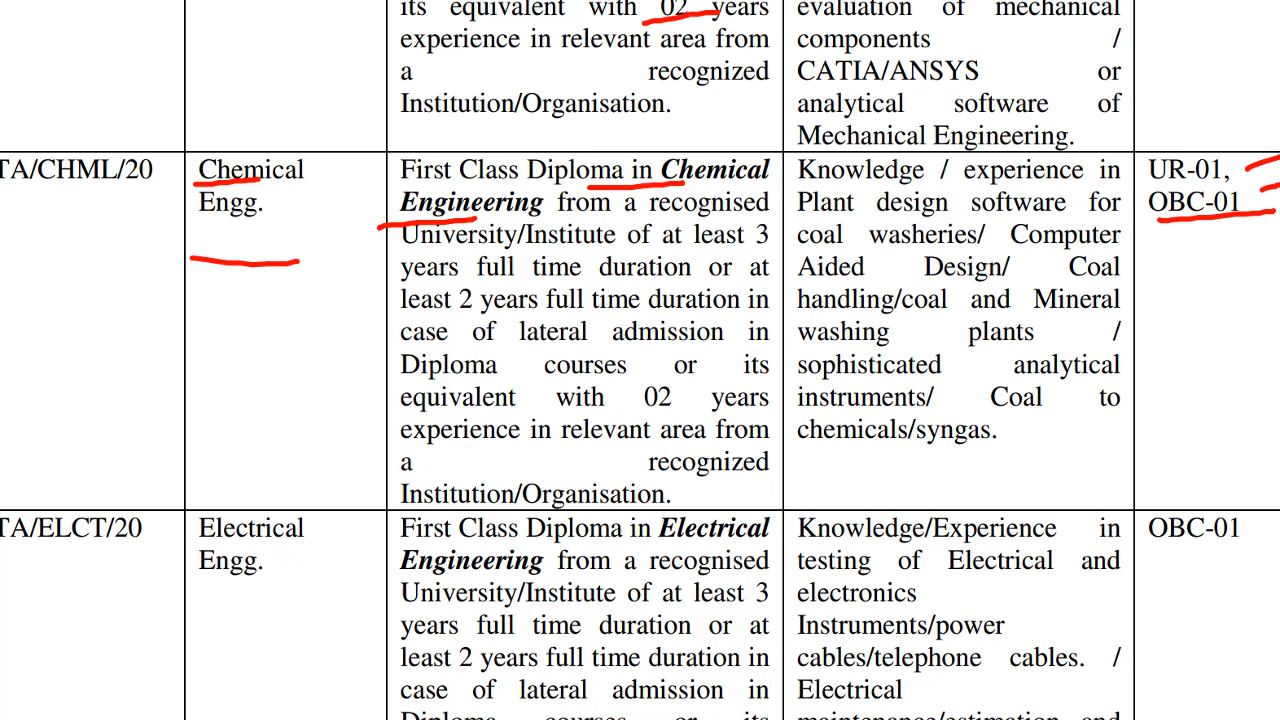 its equivalent with 02 years
experience in relevant area from
a recognized
Institution/Organisation.
evaluation of mechanical
components /
CATIA/ANSYS or
analytical software of
Mechanical Engineering.
TA/CHML/20
Chemical
Engg.
First Class Diploma in Chemical
Engineering from a recognised
University/Institute of at least 3
years full time duration or at
least 2 years full time duration in
case of lateral admission in
Diploma courses or its
equivalent with 02 years
experience in relevant area from
a recognized
Institution/Organisation.
Knowledge / experience in
Plant design software for
coal washeries/ Computer
Aided Design/ Coal
handling/coal and Mineral
washing plants /
sophisticated analytical
instruments/ Coal to
chemicals/syngas.
UR-01,
OBC-01
TA/ELCT/20
Electrical
Engg.
First Class Diploma in Electrical
Engineering from a recognised
University/Institute of at least 3
years full time duration or at
least 2 years full time duration in
case of lateral admission in
Diploma courses or its
Knowledge/Experience in
testing of Electrical and
electronics
Instruments/power
cables/telephone cables. /
Electrical
maintenance/estimation and
OBC-01